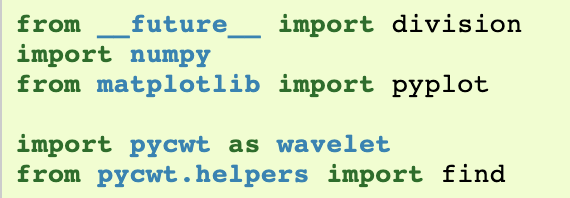 from __future__ import division
import numpy
from matplotlib import pyplot
import pycwt as wavelet
from pycwt.helpers import find